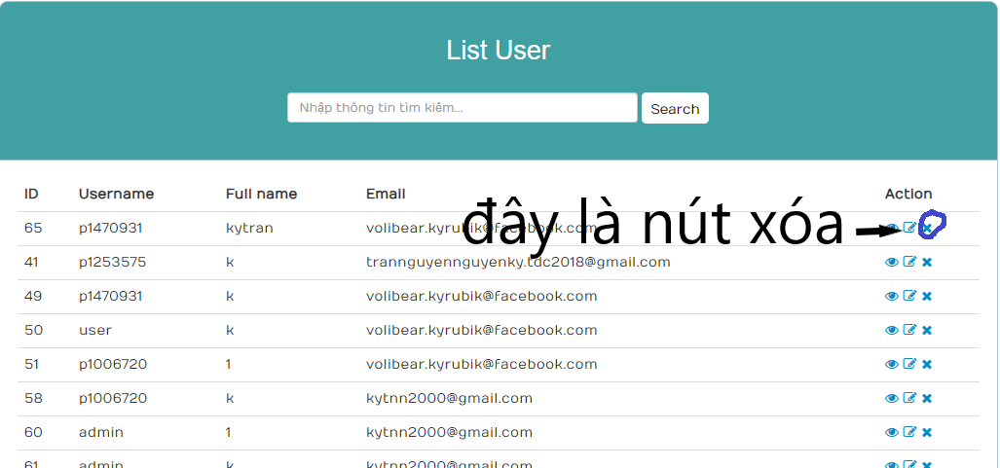 List User
Nhập thông tin tìm kiếm... Search
ID Username Full name Email Action
đây là nút xóa
65 p1470931 kytran volibear.kyrubik@facebook.com
41 p1253575 k trannguyennguyenky.tdc2018@gmail.com
49 p1470931 k volibear.kyrubik@facebook.com
50 user k volibear.kyrubik@facebook.com
51 p1006720 1 volibear.kyrubik@facebook.com
58 p1006720 k kytnn2000@gmail.com
60 admin 1 kytnn2000@gmail.com
61 admin k kytnn2000@gmail.com